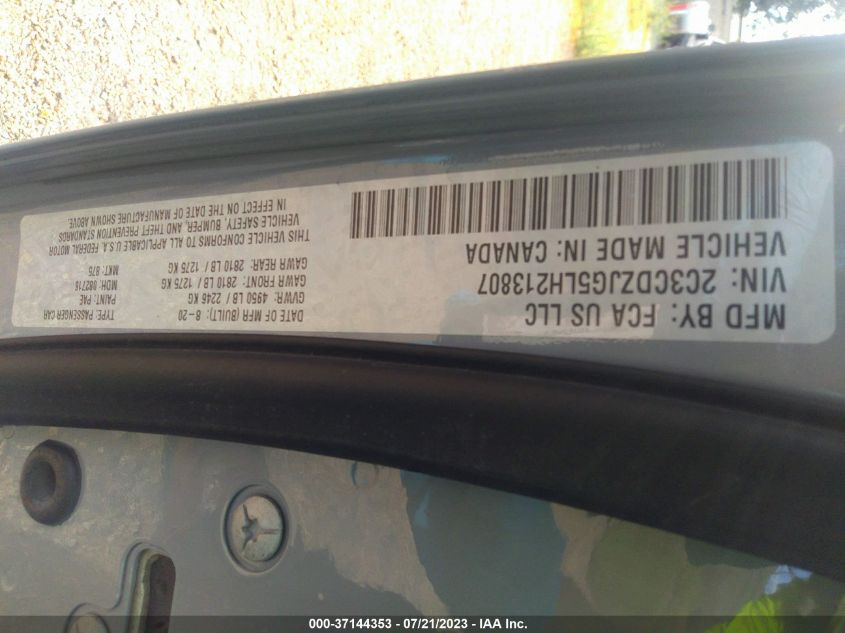 MFD BY: FCA US LLC
VIN: 2C3CDZJG5LH213807
VEHICLE MADE IN: CANADA
DATE OF MFR (BUILT): 8-20
GVWR: 4950 LB / 2246 KG
GAWR FRONT: 2810 LB / 1275 KG
GAWR REAR: 2810 LB / 1275 KG
TYPE: PASSENGER CAR
PAINT: PAE
MDH: 082716
MKT: 875
THIS VEHICLE CONFORMS TO ALL APPLICABLE U.S.A. FEDERAL MOTOR
VEHICLE SAFETY, BUMPER, AND THEFT PREVENTION STANDARDS
IN EFFECT ON THE DATE OF MANUFACTURE SHOWN ABOVE.
000-37144353 - 07/21/2023 - IAA Inc.